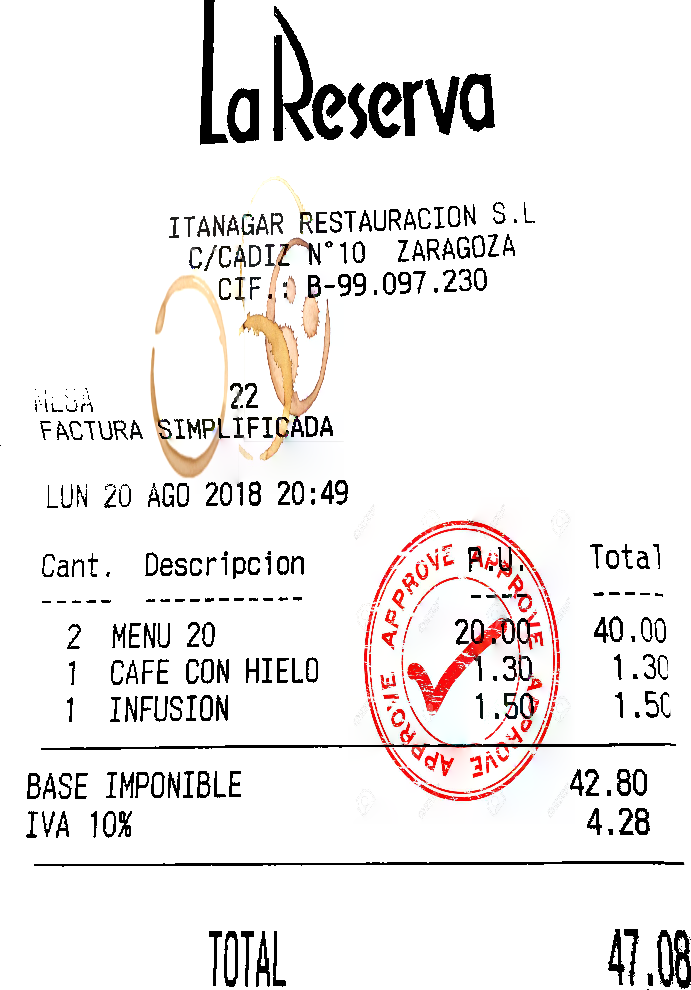 La Reserva
ITANAGAR RESTAURACION S.L
C/CADIZ N°10 ZARAGOZA
CIF.: B-99.097.230
MESA 22
FACTURA SIMPLIFICADA
LUN 20 AGO 2018 20:49
Cant. Descripcion P.U. Total
----- ----------- ---- -----
2 MENU 20 20.00 40.00
1 CAFE CON HIELO 1.30 1.30
1 INFUSION 1.50 1.50
APPROVE APPROVE APPROVE APPROVE
BASE IMPONIBLE 42.80
IVA 10% 4.28
TOTAL 47.08